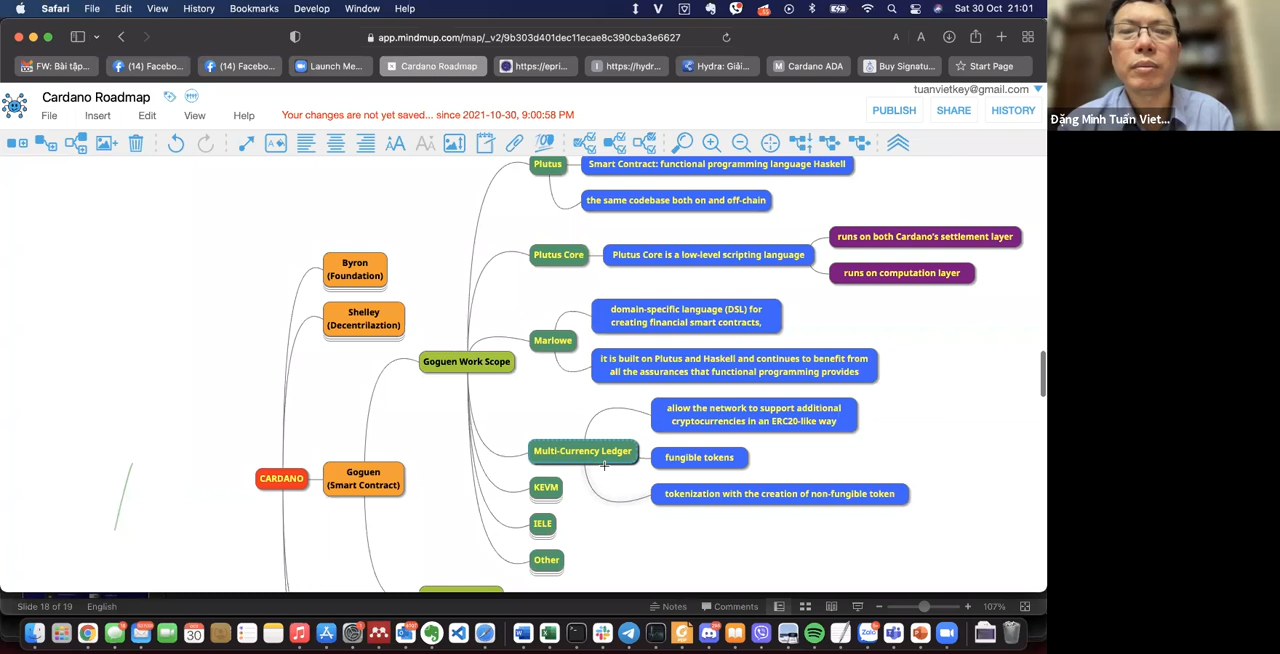 Safari File Edit View History Bookmarks Develop Window Help
Sat 30 Oct 21:01
app.mindmup.com/map/_v2/9b303d401dec11ecae8c390cba3e6627
FW: Bài tập...
(14) Facebo...
(14) Facebo...
Launch Me...
Cardano Roadmap
https://epri...
https://hydr...
Hydra: Giải...
Cardano ADA
Buy Signatu...
Start Page
Cardano Roadmap
tuanvietkey@gmail.com
File Insert Edit View Help
Your changes are not yet saved... since 2021-10-30, 9:00:58 PM
PUBLISH SHARE HISTORY
Đặng Minh Tuấn Viet...
Plutus
Smart Contract: functional programming language Haskell
the same codebase both on and off-chain
Plutus Core
Plutus Core is a low-level scripting language
runs on both Cardano's settlement layer
runs on computation layer
Byron
(Foundation)
Shelley
(Decentrilaztion)
Marlowe
domain-specific language (DSL) for
creating financial smart contracts,
it is built on Plutus and Haskell and continues to benefit from
all the assurances that functional programming provides
Goguen Work Scope
CARDANO
Goguen
(Smart Contract)
Multi-Currency Ledger
allow the network to support additional
cryptocurrencies in an ERC20-like way
fungible tokens
tokenization with the creation of non-fungible token
KEVM
IELE
Other
Slide 18 of 19 English
Notes Comments 107%